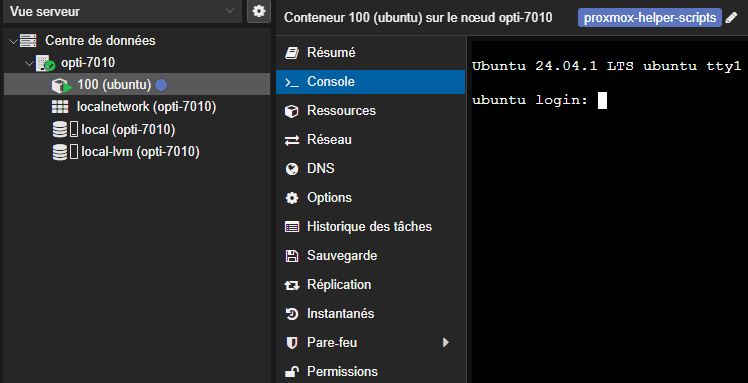 Vue serveur
Centre de données
opti-7010
100 (ubuntu)
localnetwork (opti-7010)
local (opti-7010)
local-lvm (opti-7010)
Conteneur 100 (ubuntu) sur le nœud opti-7010 proxmox-helper-scripts
Résumé
Console
Ressources
Réseau
DNS
Options
Historique des tâches
Sauvegarde
Réplication
Instantanés
Pare-feu
Permissions
Ubuntu 24.04.1 LTS ubuntu tty1
ubuntu login: